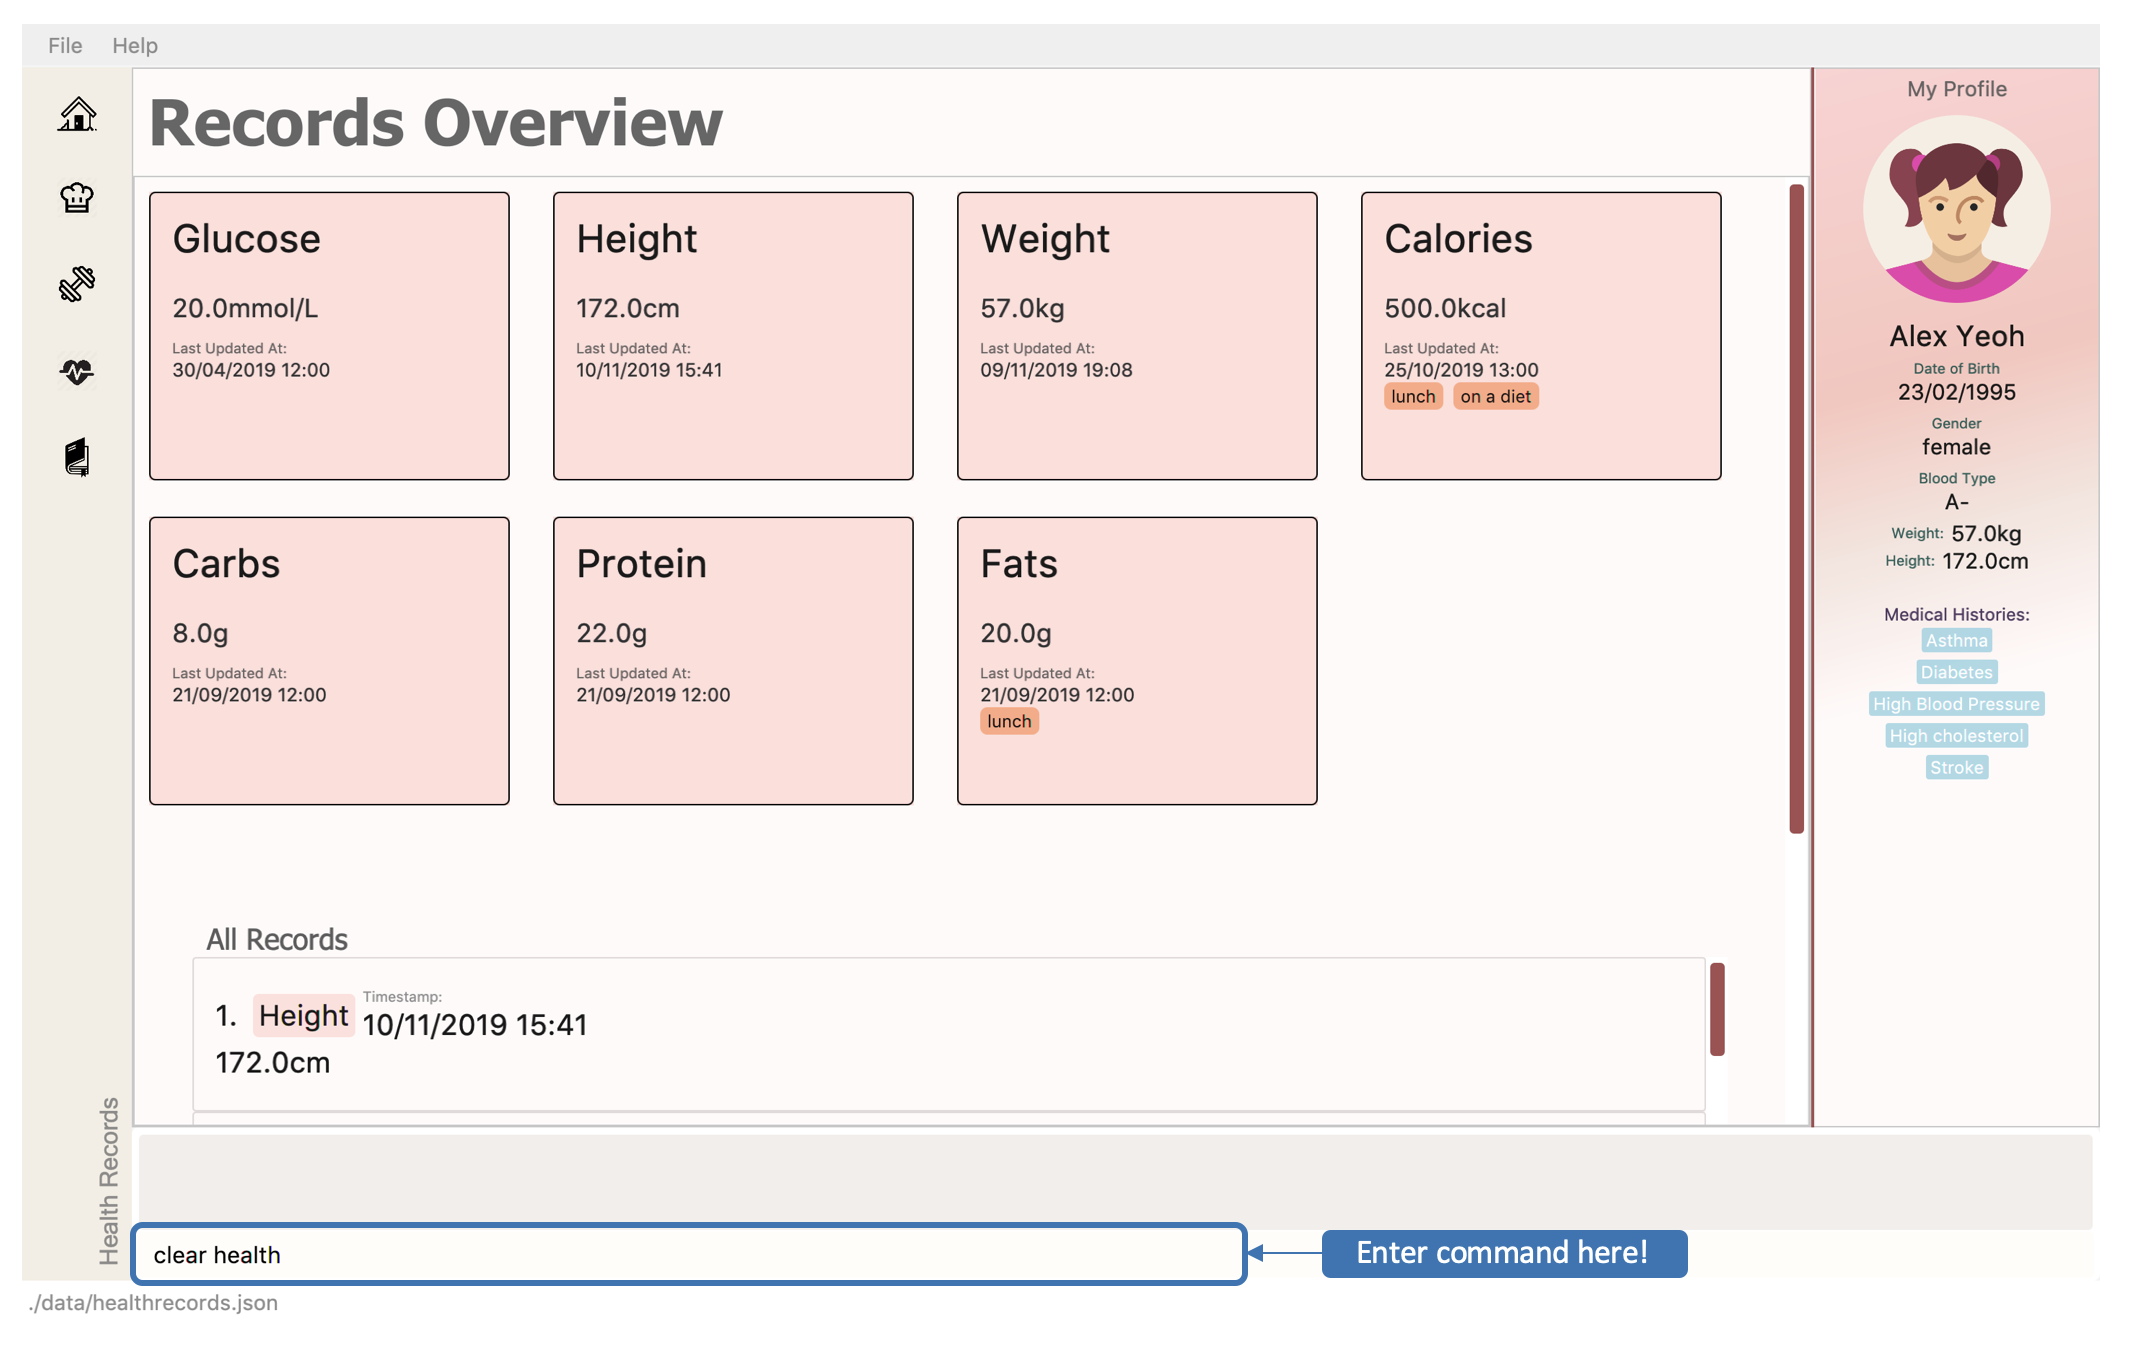 File Help
Records Overview
Glucose
20.0mmol/L
Last Updated At:
30/04/2019 12:00
Height
172.0cm
Last Updated At:
10/11/2019 15:41
Weight
57.0kg
Last Updated At:
09/11/2019 19:08
Calories
500.0kcal
Last Updated At:
25/10/2019 13:00
lunch on a diet
Carbs
8.0g
Last Updated At:
21/09/2019 12:00
Protein
22.0g
Last Updated At:
21/09/2019 12:00
Fats
20.0g
Last Updated At:
21/09/2019 12:00
lunch
All Records
Timestamp:
1. Height 10/11/2019 15:41
172.0cm
My Profile
Alex Yeoh
Date of Birth
23/02/1995
Gender
female
Blood Type
A-
Weight: 57.0kg
Height: 172.0cm
Medical Histories:
Asthma
Diabetes
High Blood Pressure
High cholesterol
Stroke
Health Records
clear health
Enter command here!
./data/healthrecords.json